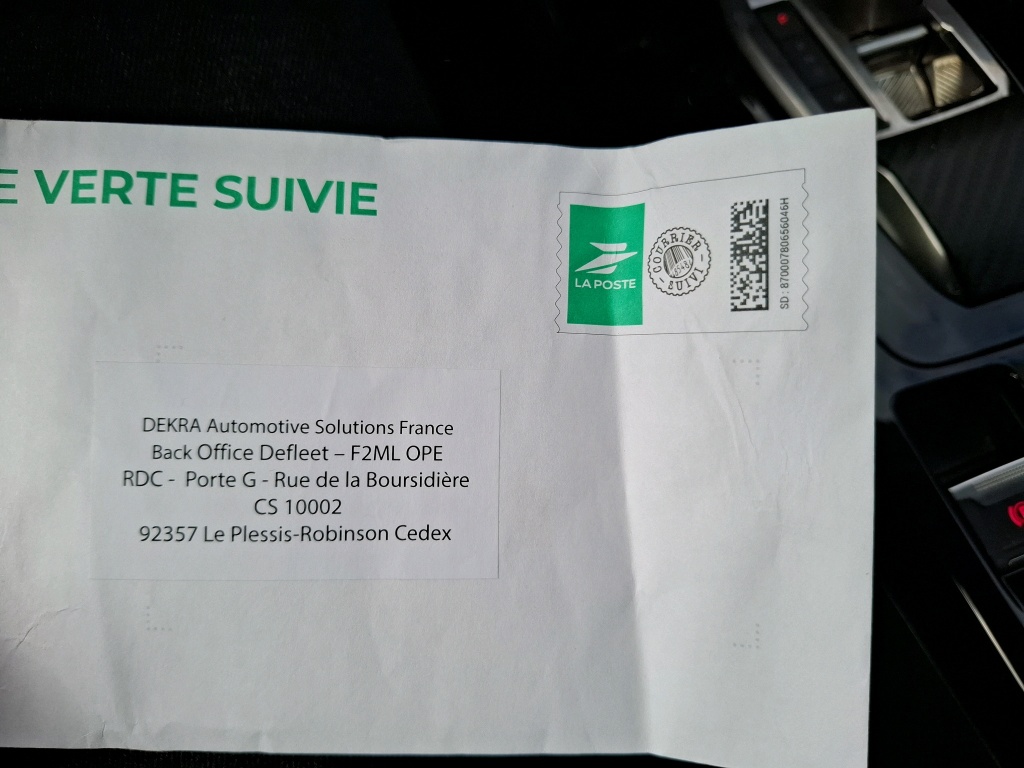 E VERTE SUIVIE
LA POSTE
COURRIER
SUIVI
SD : 87000780656046H
DEKRA Automotive Solutions France
Back Office Defleet – F2ML OPE
RDC - Porte G - Rue de la Boursidière
CS 10002
92357 Le Plessis-Robinson Cedex